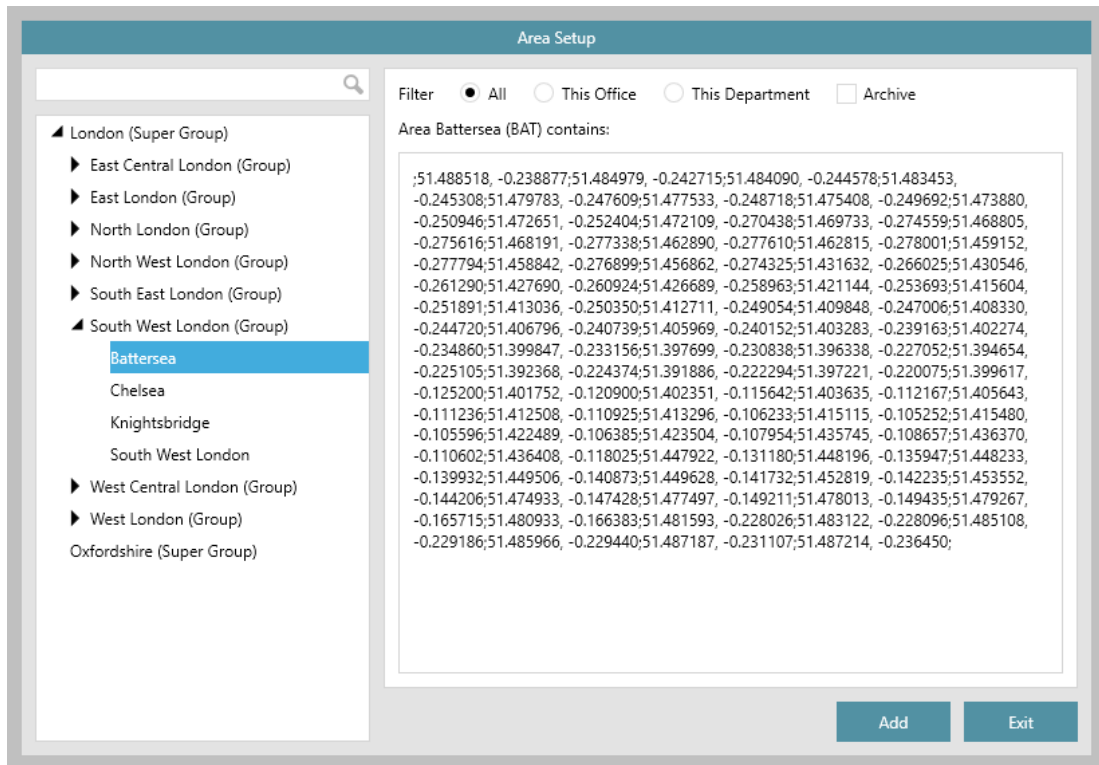 Area Setup
London (Super Group)
East Central London (Group)
East London (Group)
North London (Group)
North West London (Group)
South East London (Group)
South West London (Group)
Battersea
Chelsea
Knightsbridge
South West London
West Central London (Group)
West London (Group)
Oxfordshire (Super Group)
Filter All This Office This Department Archive
Area Battersea (BAT) contains:
;51.488518, -0.238877;51.484979, -0.242715;51.484090, -0.244578;51.483453,
-0.245308;51.479783, -0.247609;51.477533, -0.248718;51.475408, -0.249692;51.473880,
-0.250946;51.472651, -0.252404;51.472109, -0.270438;51.469733, -0.274559;51.468805,
-0.275616;51.468191, -0.277338;51.462890, -0.277610;51.462815, -0.278001;51.459152,
-0.277794;51.458842, -0.276899;51.456862, -0.274325;51.431632, -0.266025;51.430546,
-0.261290;51.427690, -0.260924;51.426689, -0.258963;51.421144, -0.253693;51.415604,
-0.251891;51.413036, -0.250350;51.412711, -0.249054;51.409848, -0.247006;51.408330,
-0.244720;51.406796, -0.240739;51.405969, -0.240152;51.403283, -0.239163;51.402274,
-0.234860;51.399847, -0.233156;51.397699, -0.230838;51.396338, -0.227052;51.394654,
-0.225105;51.392368, -0.224374;51.391886, -0.222294;51.397221, -0.220075;51.399617,
-0.125200;51.401752, -0.120900;51.402351, -0.115642;51.403635, -0.112167;51.405643,
-0.111236;51.412508, -0.110925;51.413296, -0.106233;51.415115, -0.105252;51.415480,
-0.105596;51.422489, -0.106385;51.423504, -0.107954;51.435745, -0.108657;51.436370,
-0.110602;51.436408, -0.118025;51.447922, -0.131180;51.448196, -0.135947;51.448233,
-0.139932;51.449506, -0.140873;51.449628, -0.141732;51.452819, -0.142235;51.453552,
-0.144206;51.474933, -0.147428;51.477497, -0.149211;51.478013, -0.149435;51.479267,
-0.165715;51.480933, -0.166383;51.481593, -0.228026;51.483122, -0.228096;51.485108,
-0.229186;51.485966, -0.229440;51.487187, -0.231107;51.487214, -0.236450;
Add Exit